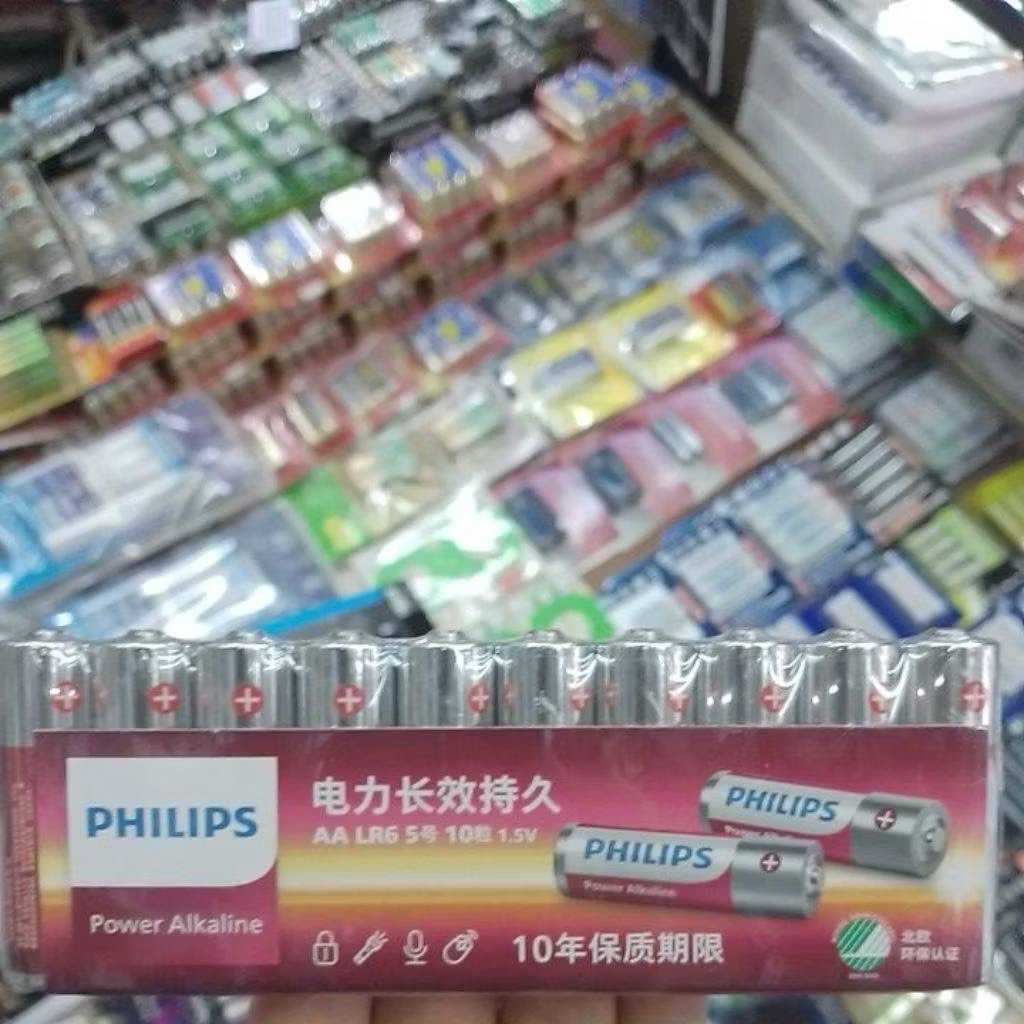 PHILIPS
Power Alkaline
电力长效持久
AA LR6 5号 10粒 1.5V
10年保质期限
PHILIPS
Power Alkaline
PHILIPS
北欧
环保认证